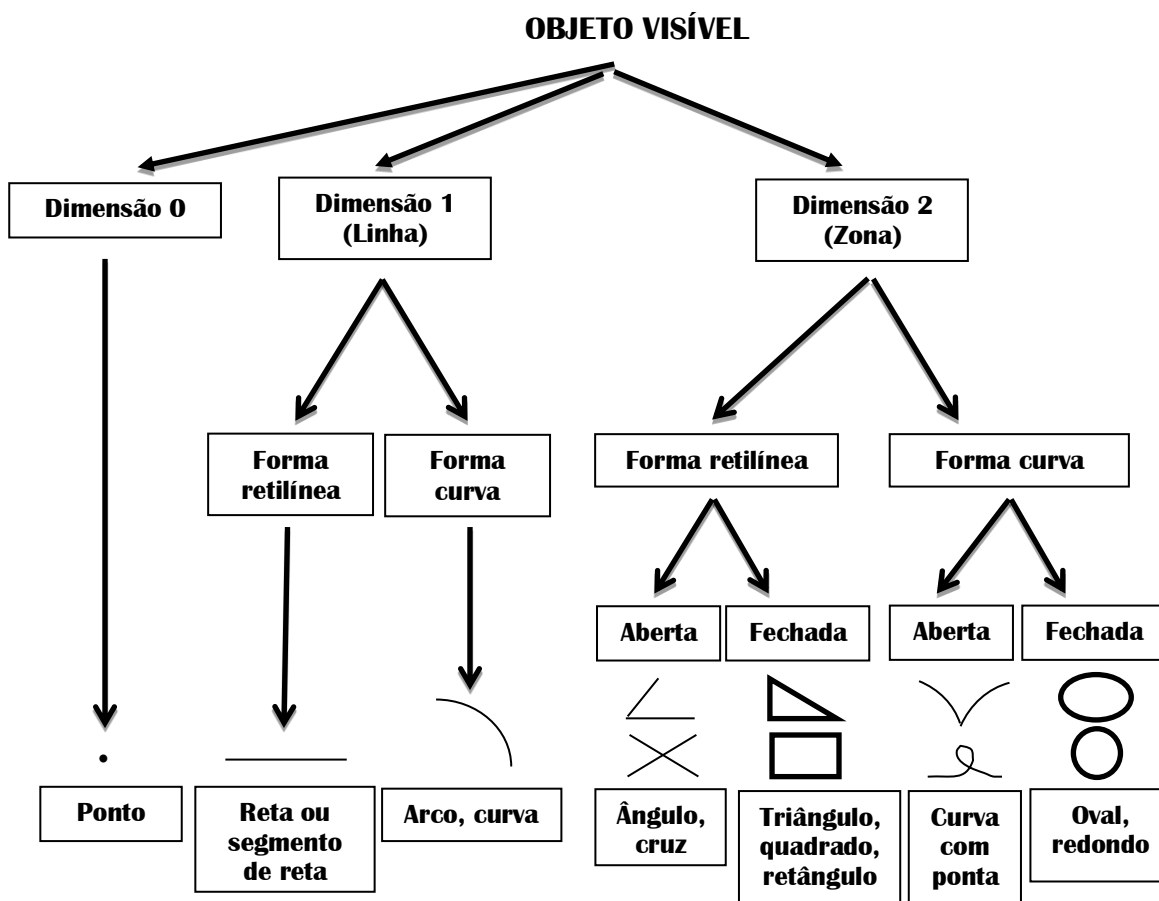 OBJETO VISÍVEL
Dimensão 0
Dimensão 1
(Linha)
Dimensão 2
(Zona)
Forma
retilínea
Forma
curva
Forma retilínea
Forma curva
Aberta
Fechada
Aberta
Fechada
Ponto
Reta ou
segmento
de reta
Arco, curva
Ângulo,
cruz
Triângulo,
quadrado,
retângulo
Curva
com
ponta
Oval,
redondo